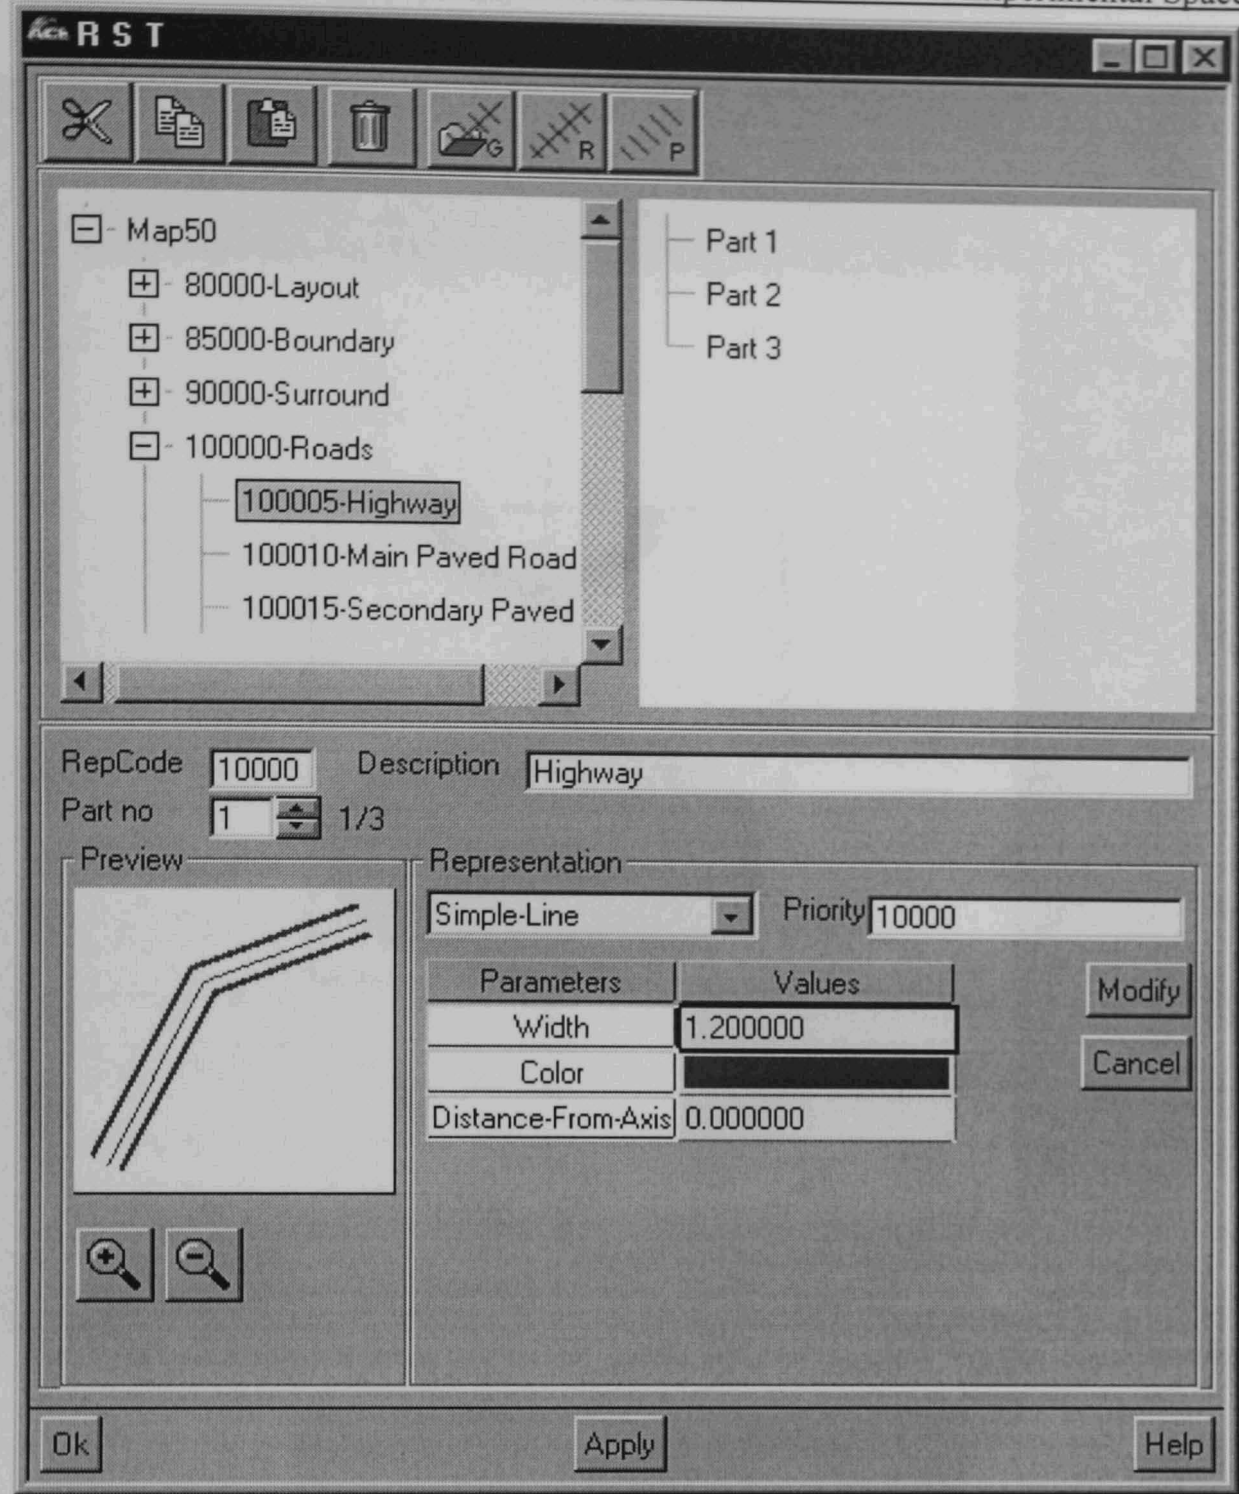 R S T
G R P
Map50
80000-Layout
85000-Boundary
90000-Surround
100000-Roads
100005-Highway
100010-Main Paved Road
100015-Secondary Paved
Part 1
Part 2
Part 3
RepCode 10000 Description Highway
Part no 1 1/3
Preview
Representation
Simple-Line Priority 10000
Parameters Values
Width 1.200000
Color
Distance-From-Axis 0.000000
Modify
Cancel
Ok Apply Help